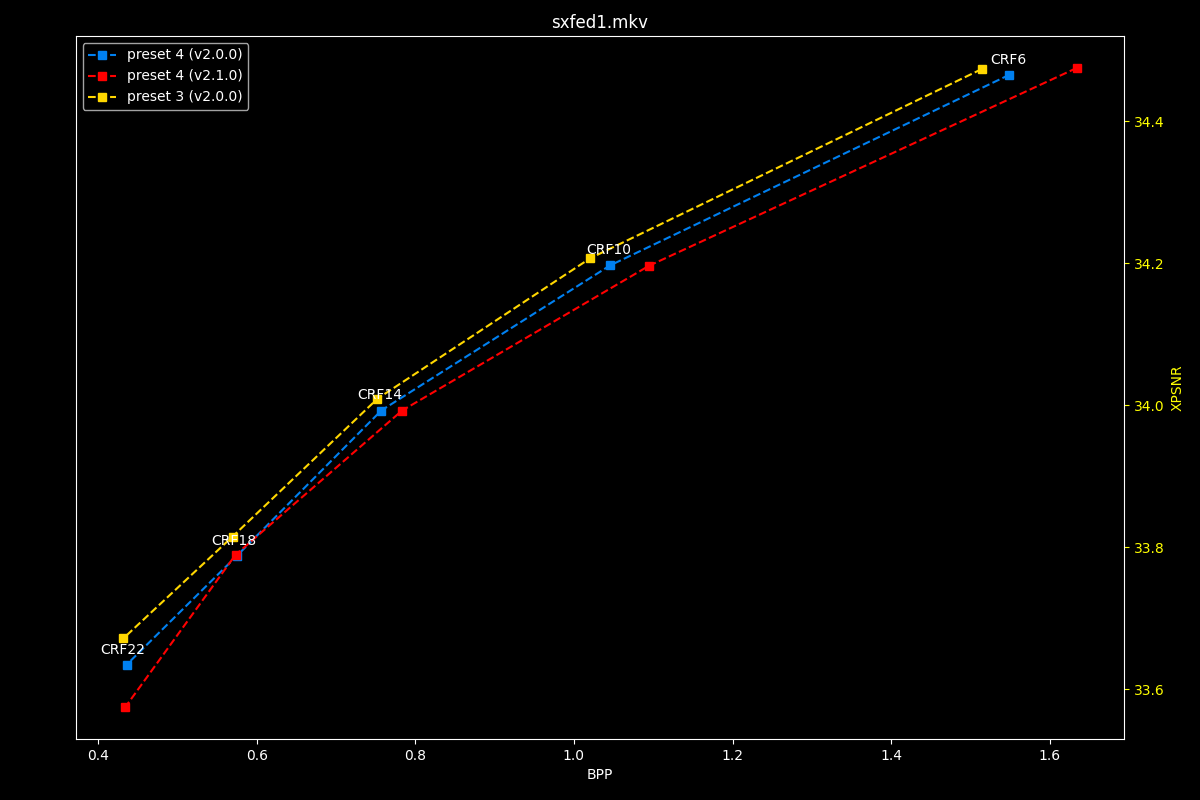 sxfed1.mkv
preset 4 (v2.0.0)
preset 4 (v2.1.0)
preset 3 (v2.0.0)
CRF6
CRF10
CRF14
CRF18
CRF22
34.4
34.2
34.0
33.8
33.6
XPSNR
0.4 0.6 0.8 1.0 1.2 1.4 1.6
BPP